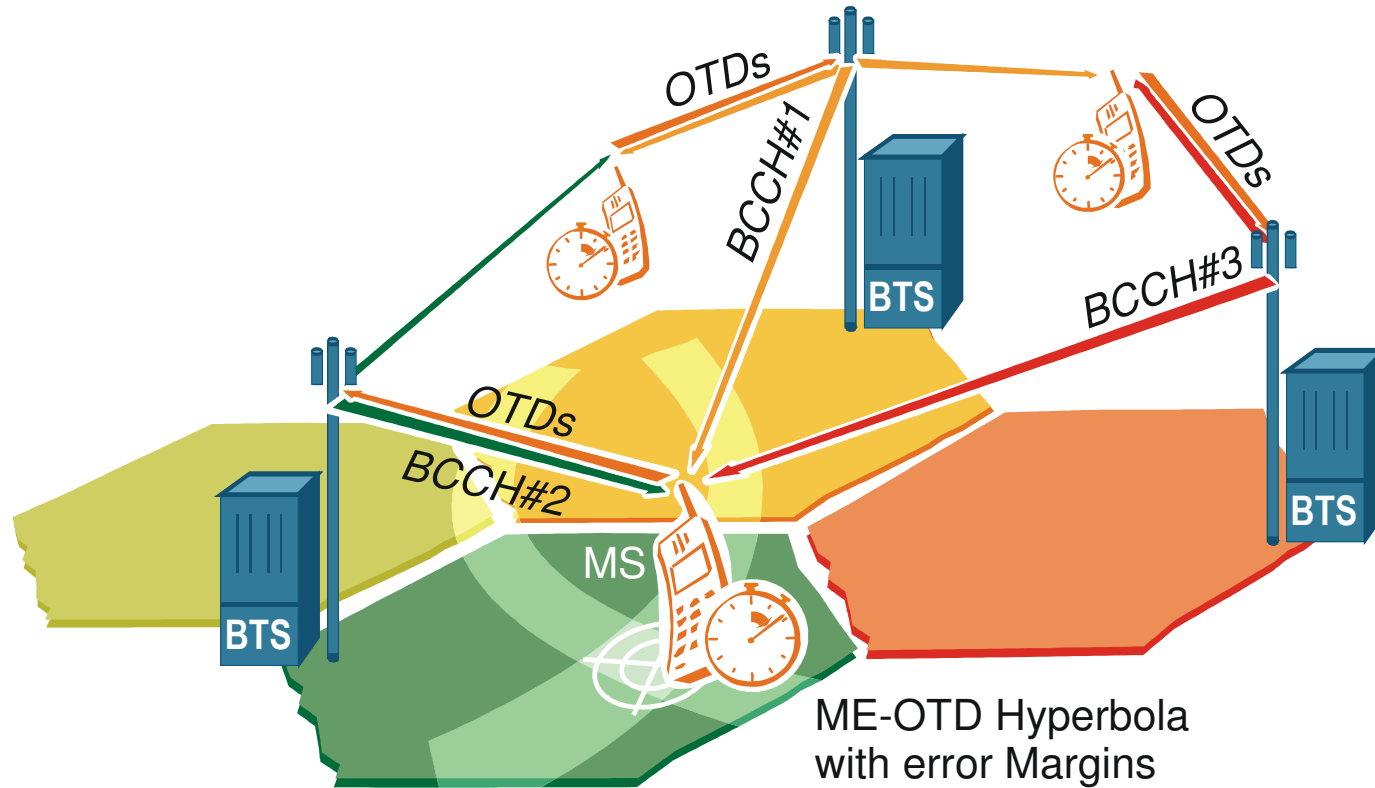 OTDs
BCCH#1
OTDs
BTS
BCCH#3
OTDs
BCCH#2
BTS
MS
BTS
ME-OTD Hyperbola
with error Margins